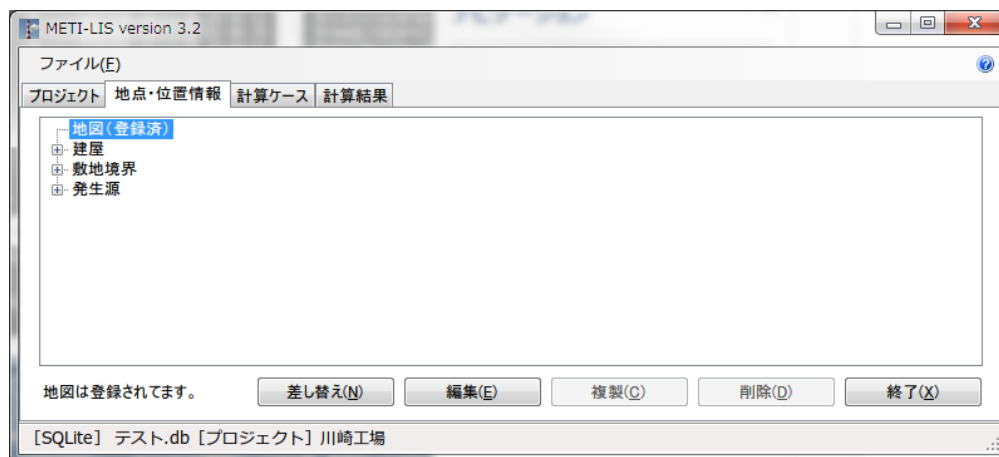 METI-LIS version 3.2
ファイル(F)
プロジェクト 地点・位置情報 計算ケース 計算結果
地図(登録済)
建屋
敷地境界
発生源
地図は登録されてます。 差し替え(N) 編集(E) 複製(C) 削除(D) 終了(X)
[SQLite] テスト.db [プロジェクト] 川崎工場